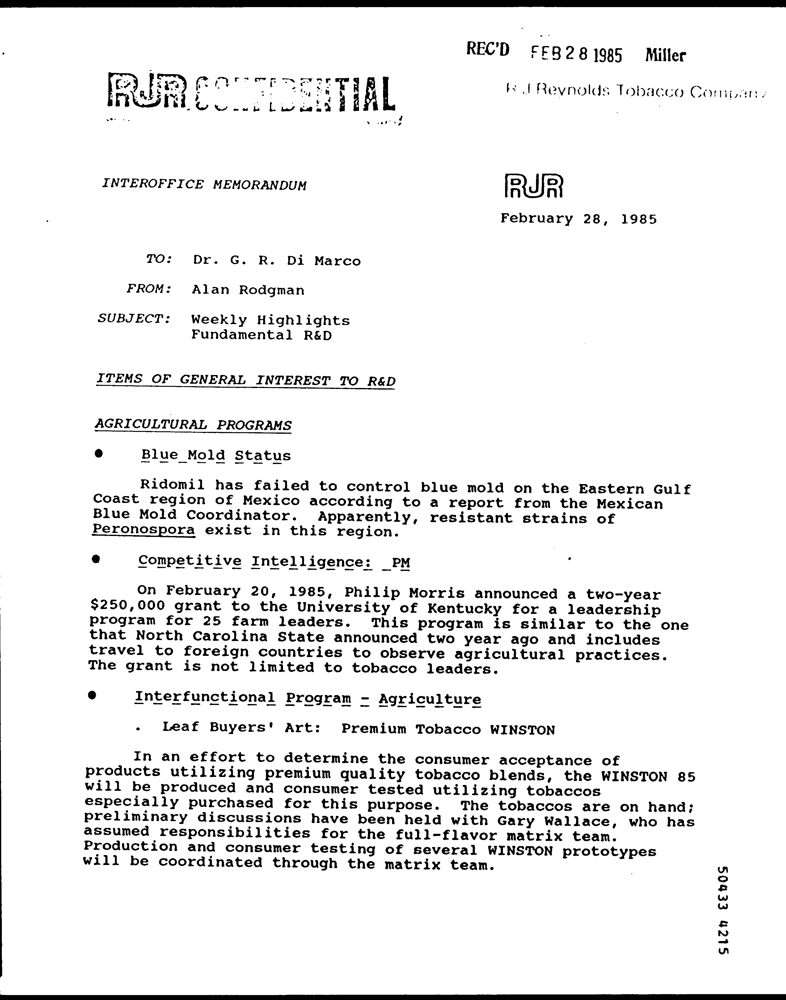 REC'D FEB 28 1985 Miller
RJR CONFIDENTIAL
R J Reynolds Tobacco Company
INTEROFFICE MEMORANDUM
RJR
February 28, 1985
TO: Dr. G. R. Di Marco
FROM: Alan Rodgman
SUBJECT: Weekly Highlights
Fundamental R&D
ITEMS OF GENERAL INTEREST TO R&D
AGRICULTURAL PROGRAMS
● Blue Mold Status
Ridomil has failed to control blue mold on the Eastern Gulf
Coast region of Mexico according to a report from the Mexican
Blue Mold Coordinator. Apparently, resistant strains of
Peronospora exist in this region.
● Competitive Intelligence: PM
On February 20, 1985, Philip Morris announced a two-year
$250,000 grant to the University of Kentucky for a leadership
program for 25 farm leaders. This program is similar to the one
that North Carolina State announced two year ago and includes
travel to foreign countries to observe agricultural practices.
The grant is not limited to tobacco leaders.
● Interfunctional Program - Agriculture
. Leaf Buyers' Art: Premium Tobacco WINSTON
In an effort to determine the consumer acceptance of
products utilizing premium quality tobacco blends, the WINSTON 85
will be produced and consumer tested utilizing tobaccos
especially purchased for this purpose. The tobaccos are on hand;
preliminary discussions have been held with Gary Wallace, who has
assumed responsibilities for the full-flavor matrix team.
Production and consumer testing of several WINSTON prototypes
will be coordinated through the matrix team.
50433 4215